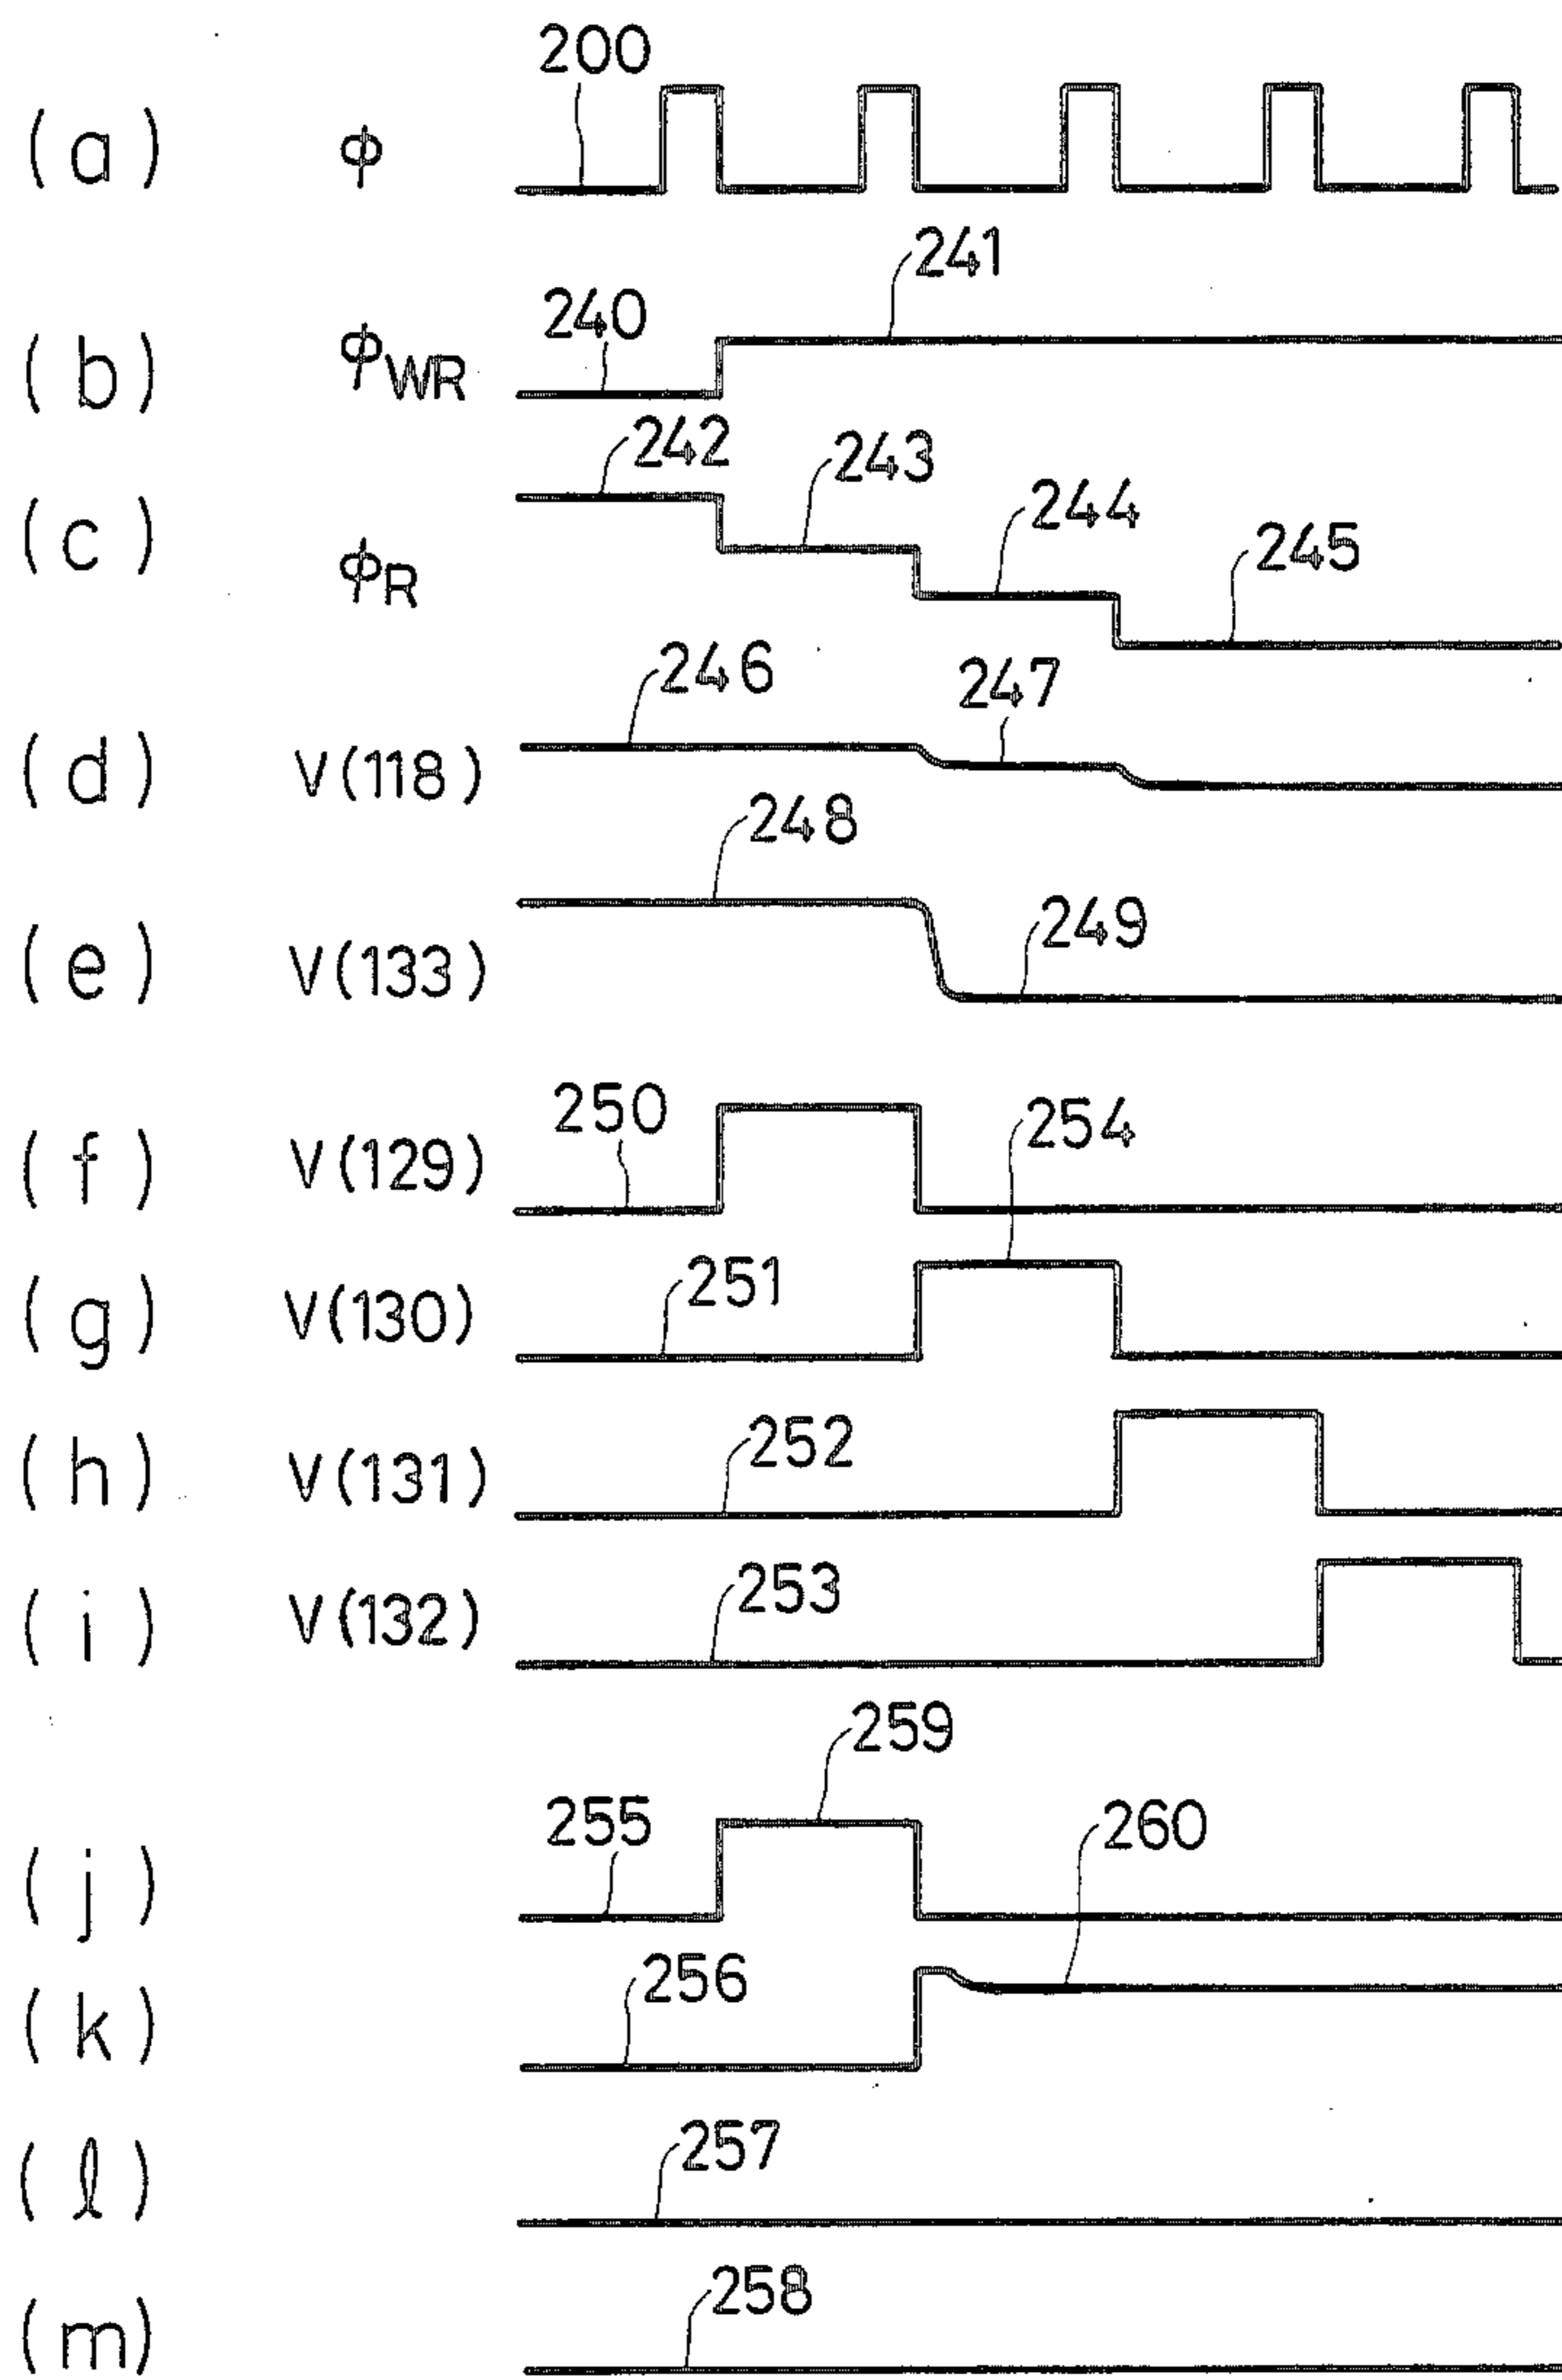 200
(a) ϕ
241
240
(b) ϕWR
242 243
244
(c) 245
ϕR
246 247
(d) V(118)
248
249
(e) V(133)
250 254
(f) V(129)
251
(g) V(130)
252
(h) V(131)
253
(i) V(132)
259
255 260
(j)
256
(k)
257
(ℓ)
258
(m)